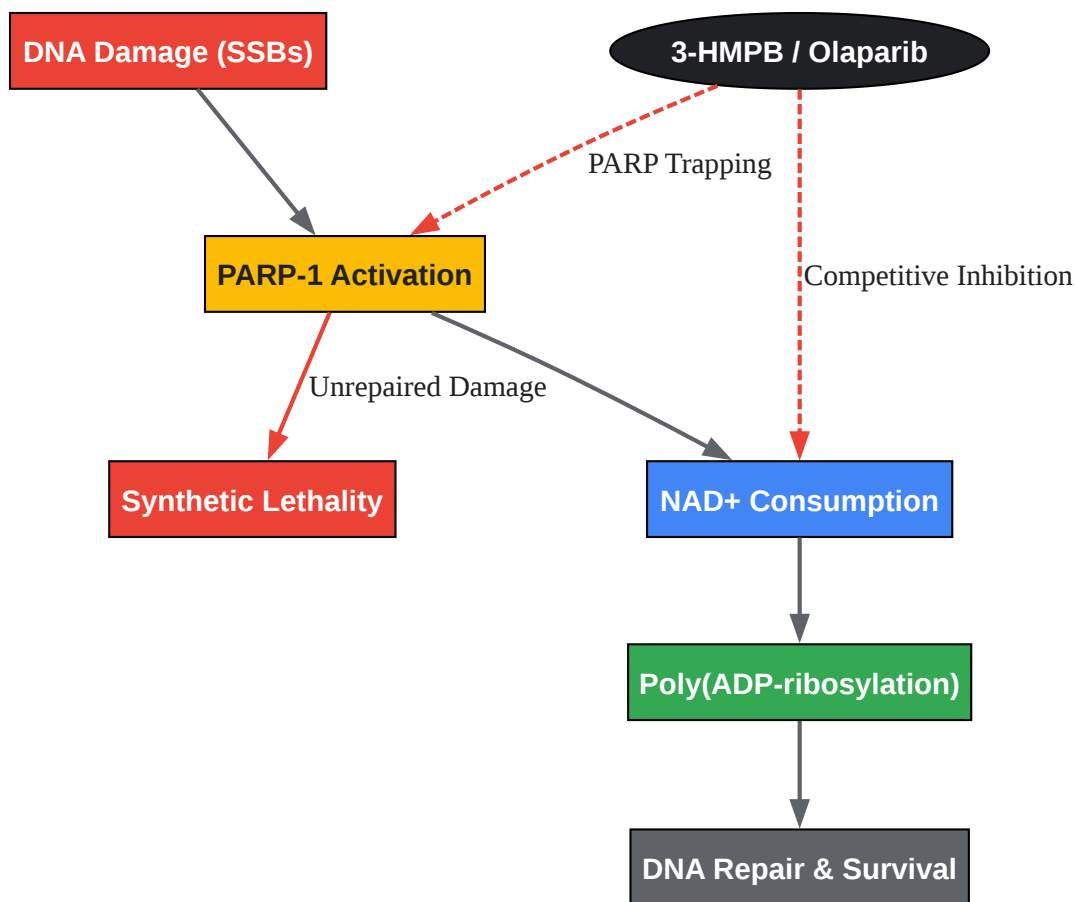 DNA Damage (SSBs)
3-HMPB / Olaparib
PARP Trapping
PARP-1 Activation
Competitive Inhibition
Unrepaired Damage
Synthetic Lethality
NAD+ Consumption
Poly(ADP-ribosylation)
DNA Repair & Survival